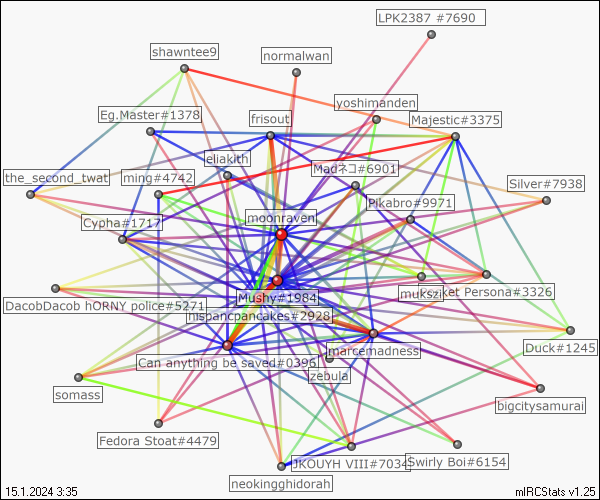 LPK2387 #7690
shawntee9
normalwan
yoshimanden
Eg.Master#1378
frisout
Majestic#3375
eliakith
Madネコ#6901
the_second_twat
ming#4742
Silver#7938
Pikabro#9971
Cypha#1717
moonraven
mukszi
Persona#3326
Mushy#1984
DacobDacob hORNY police#5271
nispancpancakes#2928
Duck#1245
marcemadness
Can anything be saved#0396
zebula
somass
bigcitysamurai
Fedora Stoat#4479
JKOUYH VIII#7034
Swirly Boi#6154
neokingghidorah
15.1.2024 3:35
mIRCStats v1.25